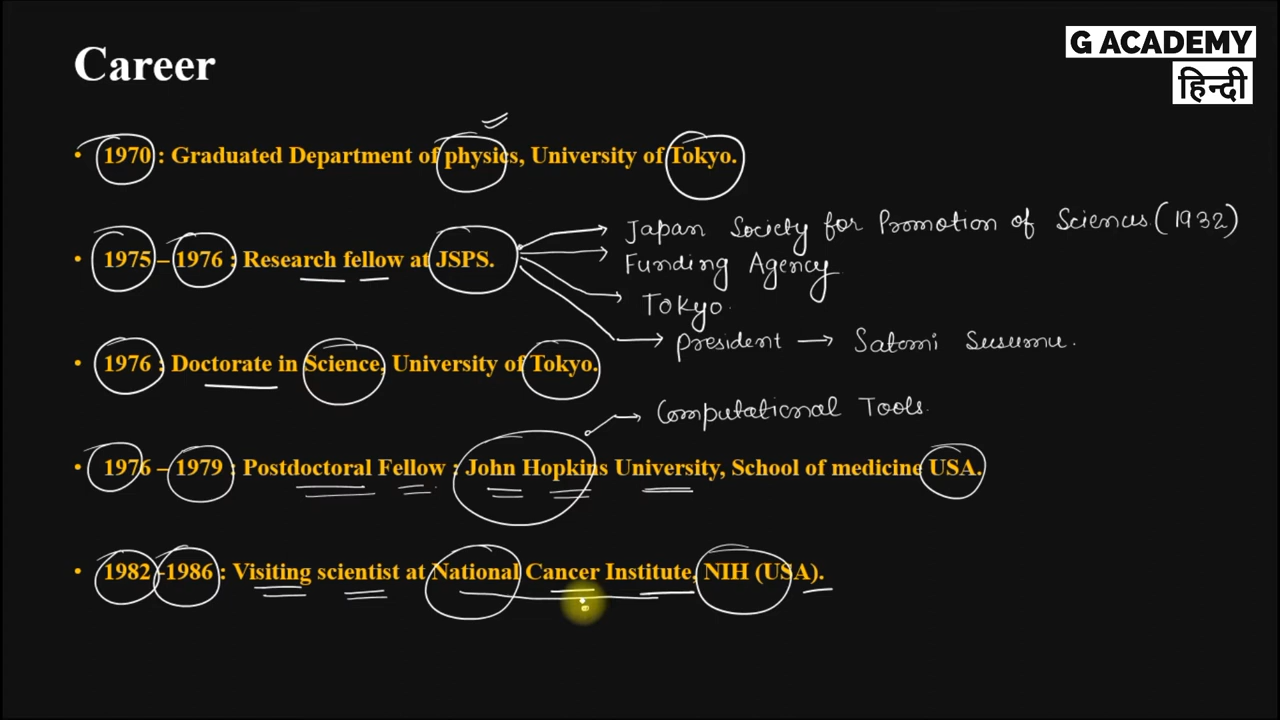 Career
G ACADEMY
हिन्दी
• 1970 : Graduated Department of physics, University of Tokyo.
• 1975 – 1976 : Research fellow at JSPS.
Japan Society for Promotion of Sciences (1932)
Funding Agency
Tokyo.
President → Satomi Susumu.
• 1976 : Doctorate in Science, University of Tokyo.
Computational Tools.
• 1976 – 1979 : Postdoctoral Fellow : John Hopkins University, School of medicine USA.
• 1982 -1986 : Visiting scientist at National Cancer Institute, NIH (USA).